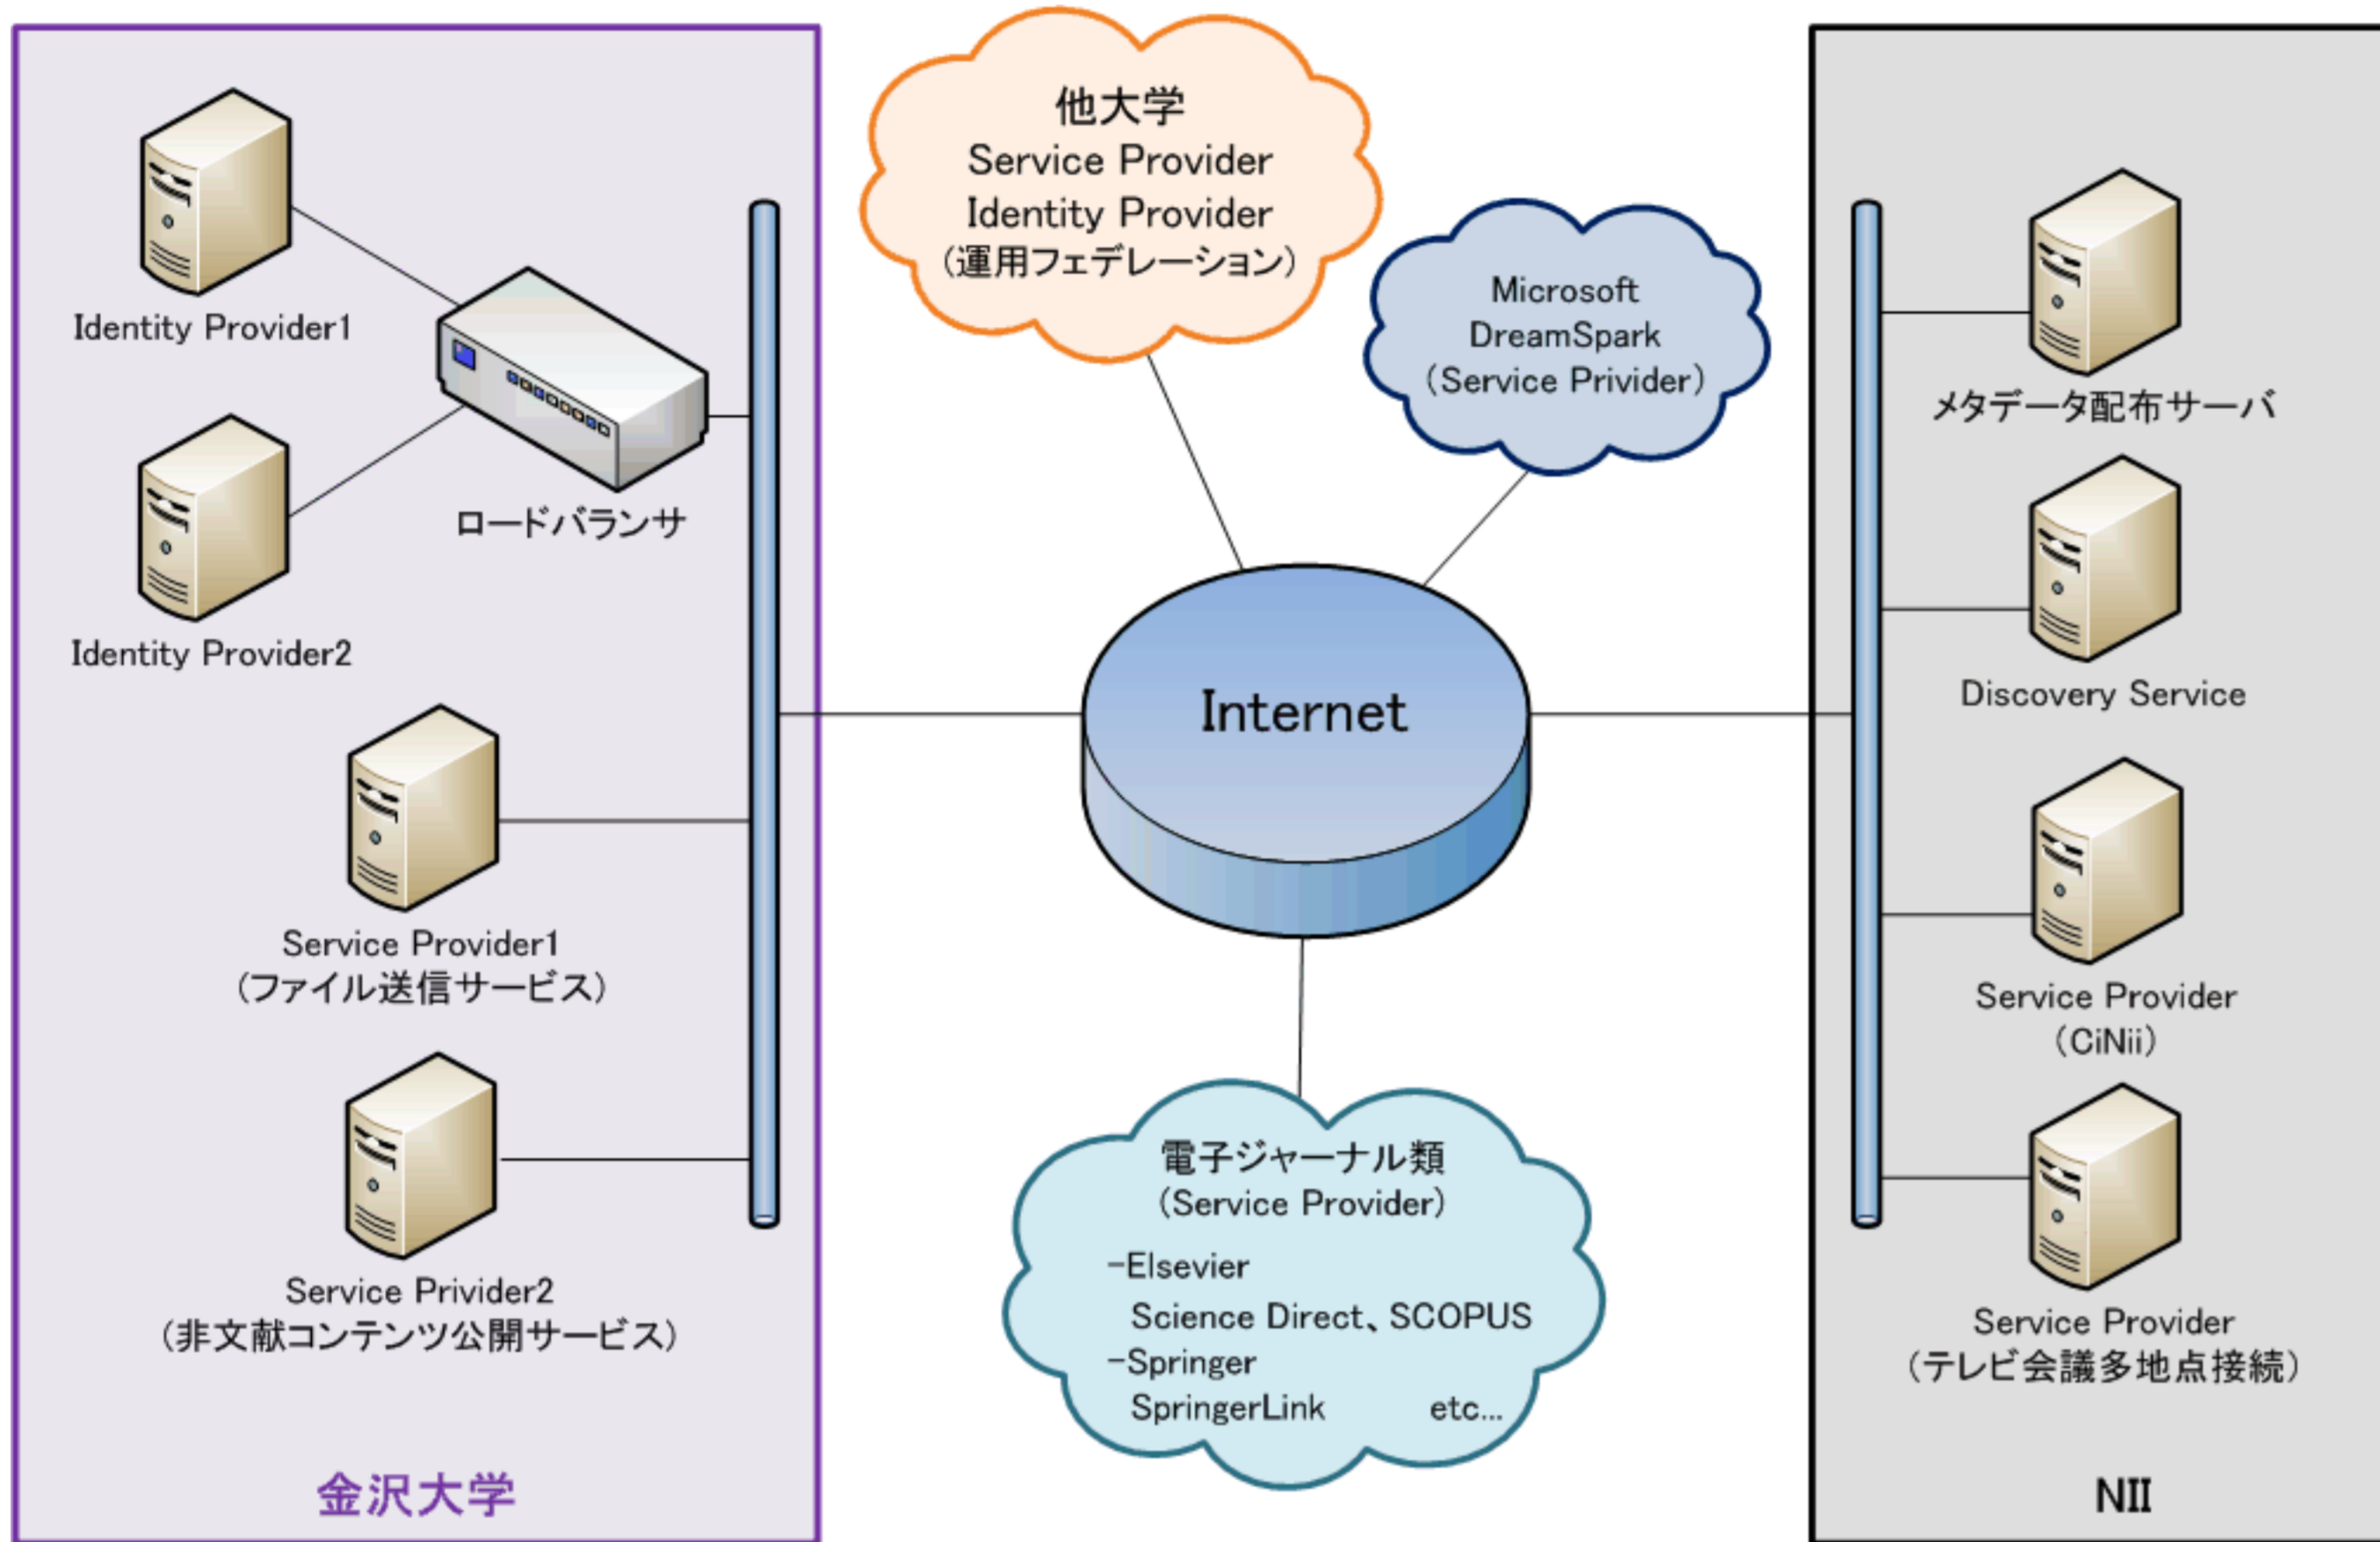 Identity Provider1
ロードバランサ
Identity Provider2
Service Provider1
(ファイル送信サービス)
Service Privider2
(非文献コンテンツ公開サービス)
金沢大学
他大学
Service Provider
Identity Provider
(運用フェデレーション)
Microsoft
DreamSpark
(Service Privider)
Internet
電子ジャーナル類
(Service Provider)
-Elsevier
Science Direct、SCOPUS
-Springer
SpringerLink etc...
メタデータ配布サーバ
Discovery Service
Service Provider
(CiNii)
Service Provider
(テレビ会議多地点接続)
NII